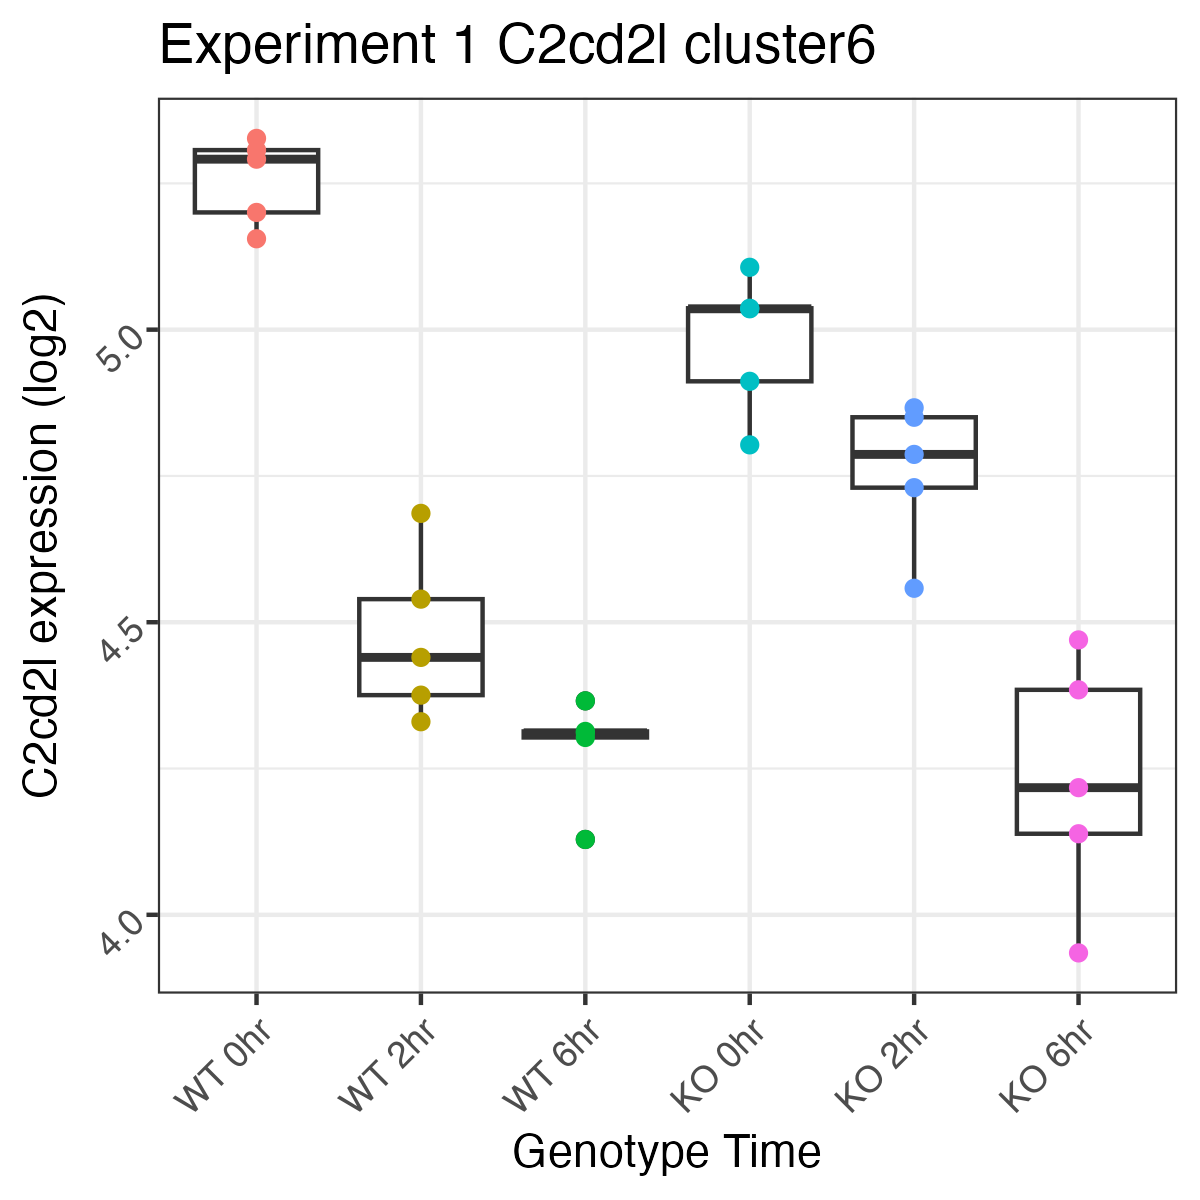 Experiment 1 C2cd2l cluster6
C2cd2l expression (log2)
5.0
4.5
4.0
WT 0hr
WT 2hr
WT 6hr
KO 0hr
KO 2hr
KO 6hr
Genotype Time